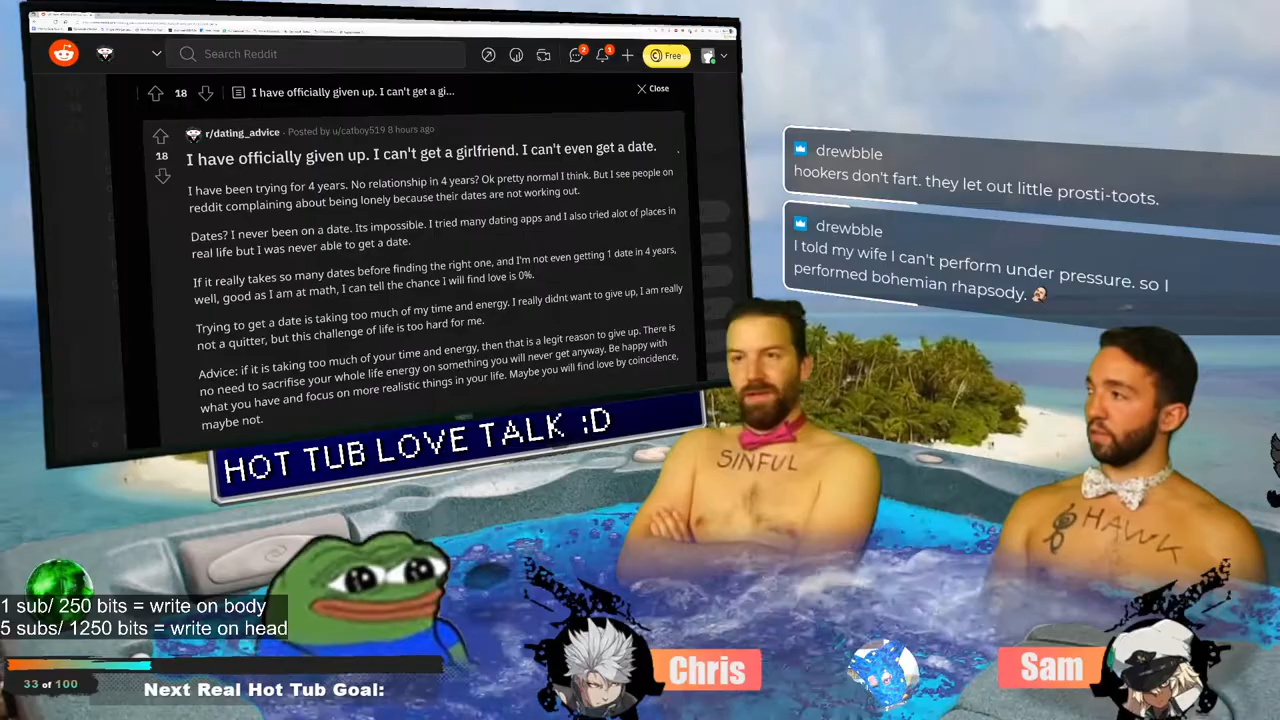 Search Reddit
2
1
Free
18
I have officially given up. I can't get a gi...
Close
r/dating_advice · Posted by u/catboy519 8 hours ago
18
I have officially given up. I can't get a girlfriend. I can't even get a date.
I have been trying for 4 years. No relationship in 4 years? Ok pretty normal I think. But I see people on
reddit complaining about being lonely because their dates are not working out.
Dates? I never been on a date. Its impossible. I tried many dating apps and I also tried alot of places in
real life but I was never able to get a date.
If it really takes so many dates before finding the right one, and I'm not even getting 1 date in 4 years,
well, good as I am at math, I can tell the chance I will find love is 0%.
Trying to get a date is taking too much of my time and energy. I really didnt want to give up, I am really
not a quitter, but this challenge of life is too hard for me.
Advice: if it is taking too much of your time and energy, then that is a legit reason to give up. There is
no need to sacrifise your whole life energy on something you will never get anyway. Be happy with
what you have and focus on more realistic things in your life. Maybe you will find love by coincidence,
maybe not.
HOT TUB LOVE TALK :D
drewbble
hookers don't fart. they let out little prosti-toots.
drewbble
I told my wife I can't perform under pressure. so I
performed bohemian rhapsody.
SINFUL
HAWK
1 sub/ 250 bits = write on body
5 subs/ 1250 bits = write on head
33 of 100
Next Real Hot Tub Goal:
Chris
Sam